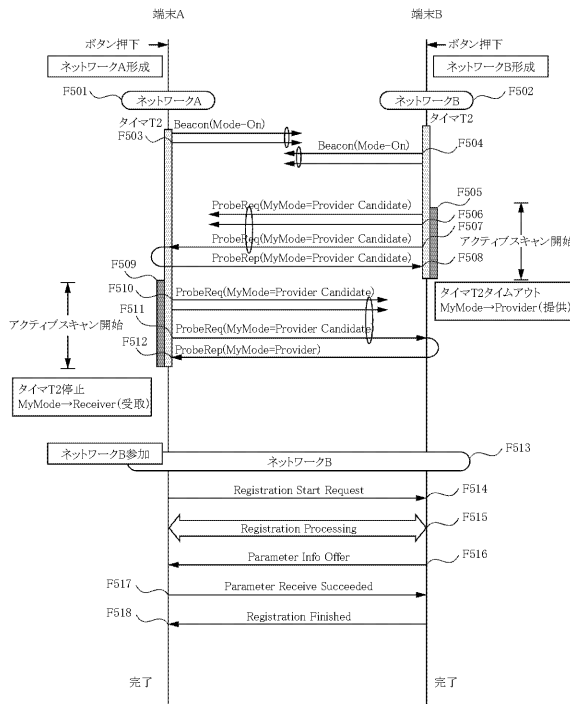 端末A
端末B
ボタン押下
ボタン押下
ネットワークA形成
ネットワークB形成
F501
ネットワークA
ネットワークB
F502
タイマT2
タイマT2
F503
Beacon(Mode-On)
Beacon(Mode-On)
F504
F505
ProbeReq(MyMode=Provider Candidate)
F506
F507
ProbeReq(MyMode=Provider Candidate)
アクティブスキャン開始
ProbeRep(MyMode=Provider Candidate)
F508
F509
F510
ProbeReq(MyMode=Provider Candidate)
タイマT2タイムアウト
MyMode→Provider(提供)
アクティブスキャン開始
F511
ProbeReq(MyMode=Provider Candidate)
F512
ProbeRep(MyMode=Provider)
タイマT2停止
MyMode→Receiver(受取)
ネットワークB参加
ネットワークB
F513
Registration Start Request
F514
Registration Processing
F515
Parameter Info Offer
F516
F517
Parameter Receive Succeeded
F518
Registration Finished
完了
完了